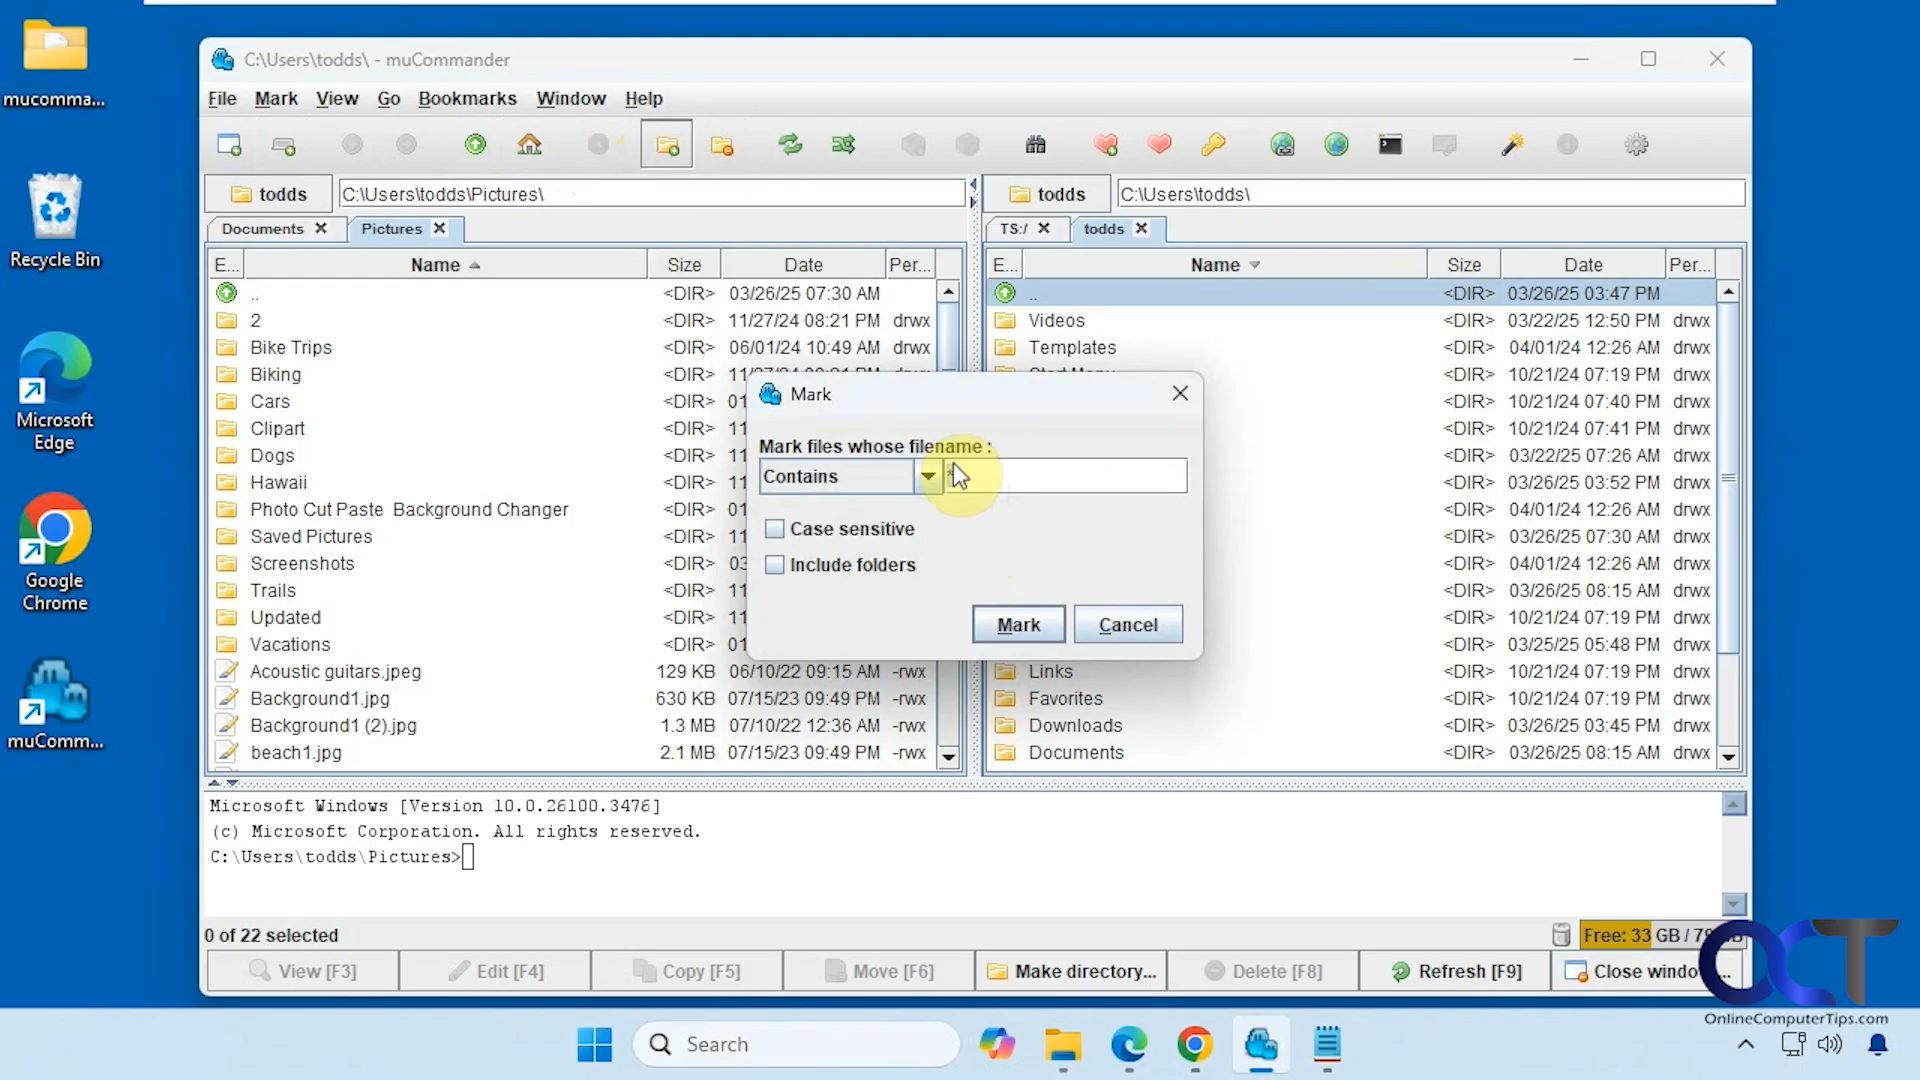 mucomma...
Recycle Bin
Microsoft
Edge
Google
Chrome
muComm...
C:\Users\todds\ - muCommander
File Mark View Go Bookmarks Window Help
todds C:\Users\todds\Pictures\
todds C:\Users\todds\
Documents Pictures
TS:/ todds
E... Name Size Date Per...
.. <DIR> 03/26/25 07:30 AM
2 <DIR> 11/27/24 08:21 PM drwx
Bike Trips <DIR> 06/01/24 10:49 AM drwx
Biking <DIR>
Cars <DIR> 01
Clipart <DIR> 11
Dogs <DIR> 11
Hawaii <DIR> 11
Photo Cut Paste Background Changer <DIR>
Saved Pictures <DIR>
Screenshots <DIR> 03
Trails <DIR> 11
Updated <DIR> 11
Vacations <DIR> 01
Acoustic guitars.jpeg 129 KB 06/10/22 09:15 AM -rwx
Background1.jpg 630 KB 07/15/23 09:49 PM -rwx
Background1 (2).jpg 1.3 MB 07/10/22 12:36 AM -rwx
beach1.jpg 2.1 MB 07/15/23 09:49 PM -rwx
E... Name Size Date Per...
.. <DIR> 03/26/25 03:47 PM
Videos <DIR> 03/22/25 12:50 PM drwx
Templates <DIR> 04/01/24 12:26 AM drwx
<DIR> 10/21/24 07:19 PM drwx
<DIR> 10/21/24 07:40 PM drwx
<DIR> 10/21/24 07:41 PM drwx
<DIR> 03/22/25 07:26 AM drwx
<DIR> 03/26/25 03:52 PM drwx
<DIR> 04/01/24 12:26 AM drwx
<DIR> 03/26/25 07:30 AM drwx
<DIR> 04/01/24 12:26 AM drwx
<DIR> 03/26/25 08:15 AM drwx
<DIR> 10/21/24 07:19 PM drwx
<DIR> 03/25/25 05:48 PM drwx
Links <DIR> 10/21/24 07:19 PM drwx
Favorites <DIR> 10/21/24 07:19 PM drwx
Downloads <DIR> 03/26/25 03:45 PM drwx
Documents <DIR> 03/26/25 08:15 AM drwx
Mark
Mark files whose filename :
Contains
Case sensitive
Include folders
Mark Cancel
Microsoft Windows [Version 10.0.26100.3476]
(c) Microsoft Corporation. All rights reserved.
C:\Users\todds\Pictures>
0 of 22 selected
Free: 33 GB / 78
View [F3] Edit [F4] Copy [F5] Move [F6] Make directory... Delete [F8] Refresh [F9] Close windo
OCT
OnlineComputerTips.com
Search